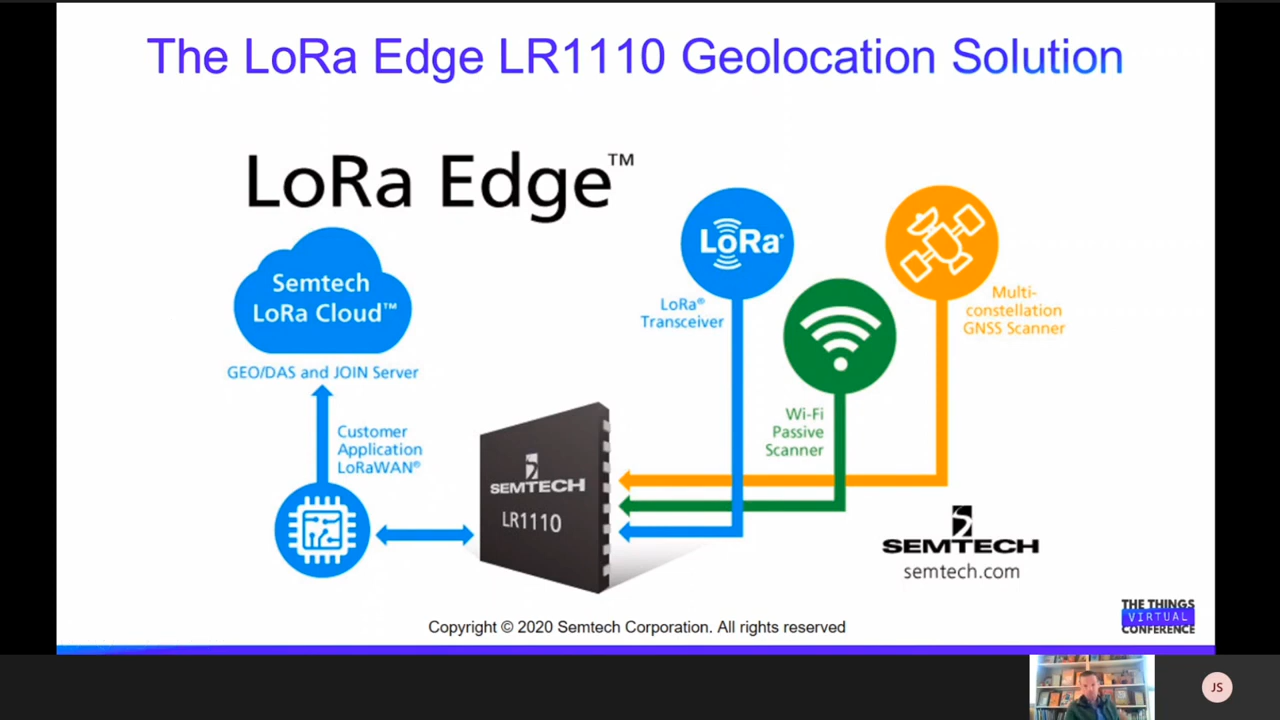 The LoRa Edge LR1110 Geolocation Solution
LoRa Edge™
Semtech
LoRa Cloud™
GEO/DAS and JOIN Server
Customer
Application
LoRaWAN®
SEMTECH
LR1110
LoRa®
LoRa®
Transceiver
Wi-Fi
Passive
Scanner
Multi-
constellation
GNSS Scanner
SEMTECH
semtech.com
Copyright © 2020 Semtech Corporation. All rights reserved
THE THINGS
VIRTUAL
CONFERENCE
JS